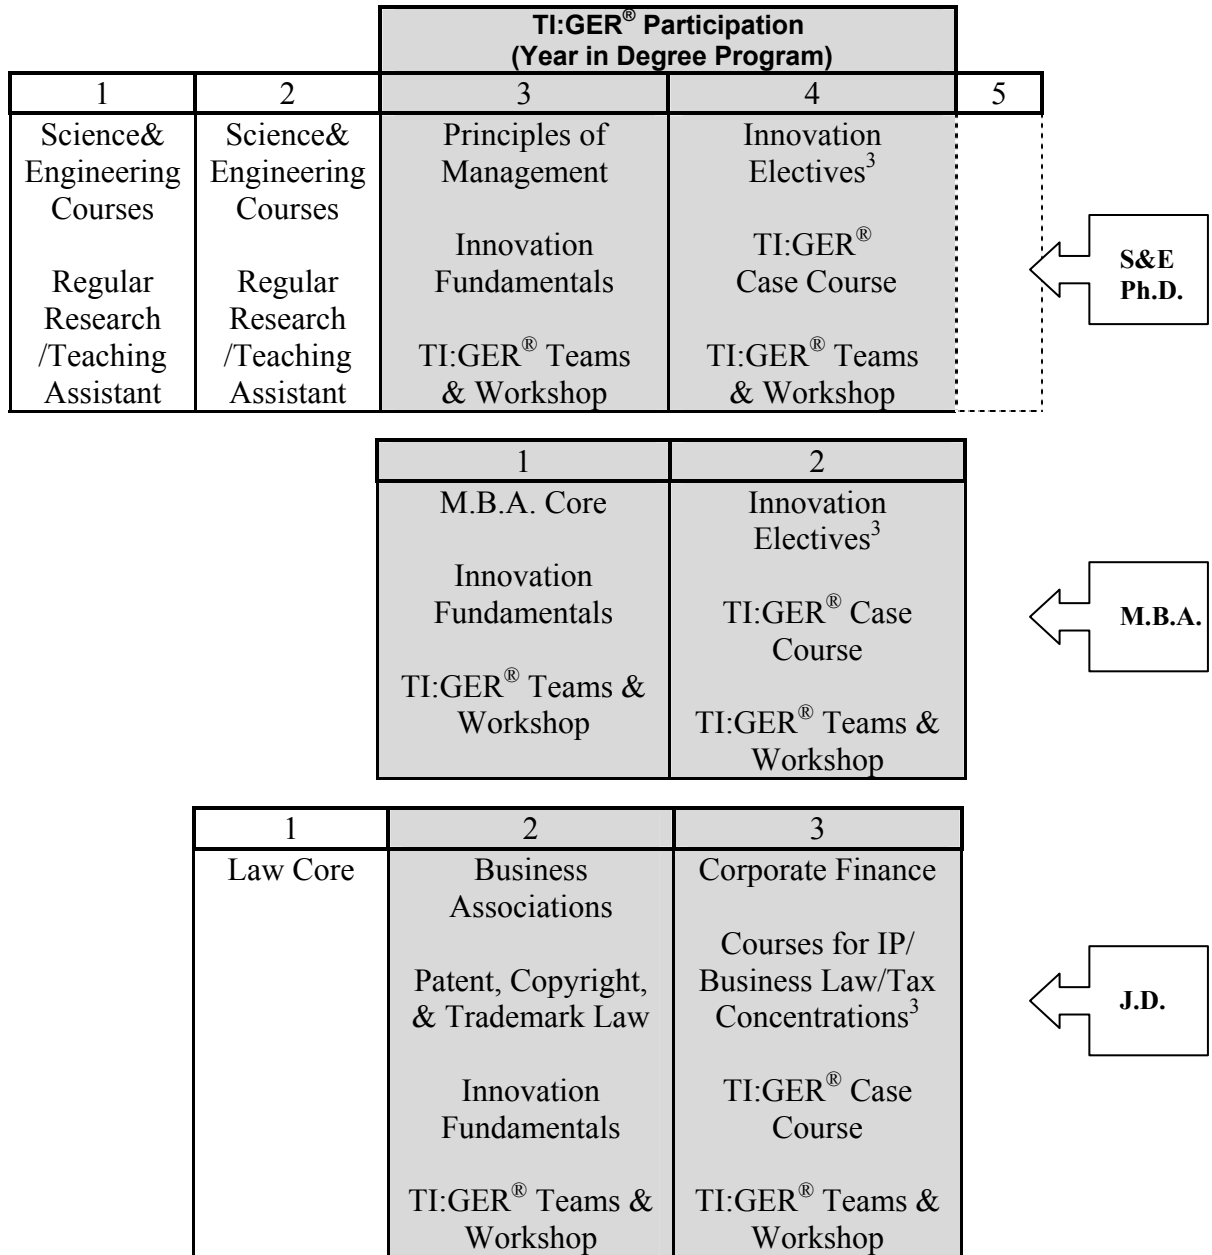 TI:GER® Participation
(Year in Degree Program)
1 2 3 4 5
Science&
Engineering
Courses
Regular
Research
/Teaching
Assistant
Science&
Engineering
Courses
Regular
Research
/Teaching
Assistant
Principles of
Management
Innovation
Fundamentals
TI:GER® Teams
& Workshop
Innovation
Electives³
TI:GER®
Case Course
TI:GER® Teams
& Workshop
S&E
Ph.D.
1 2
M.B.A. Core
Innovation
Fundamentals
TI:GER® Teams &
Workshop
Innovation
Electives³
TI:GER® Case
Course
TI:GER® Teams &
Workshop
M.B.A.
1 2 3
Law Core
Business
Associations
Patent, Copyright,
& Trademark Law
Innovation
Fundamentals
TI:GER® Teams &
Workshop
Corporate Finance
Courses for IP/
Business Law/Tax
Concentrations³
TI:GER® Case
Course
TI:GER® Teams &
Workshop
J.D.